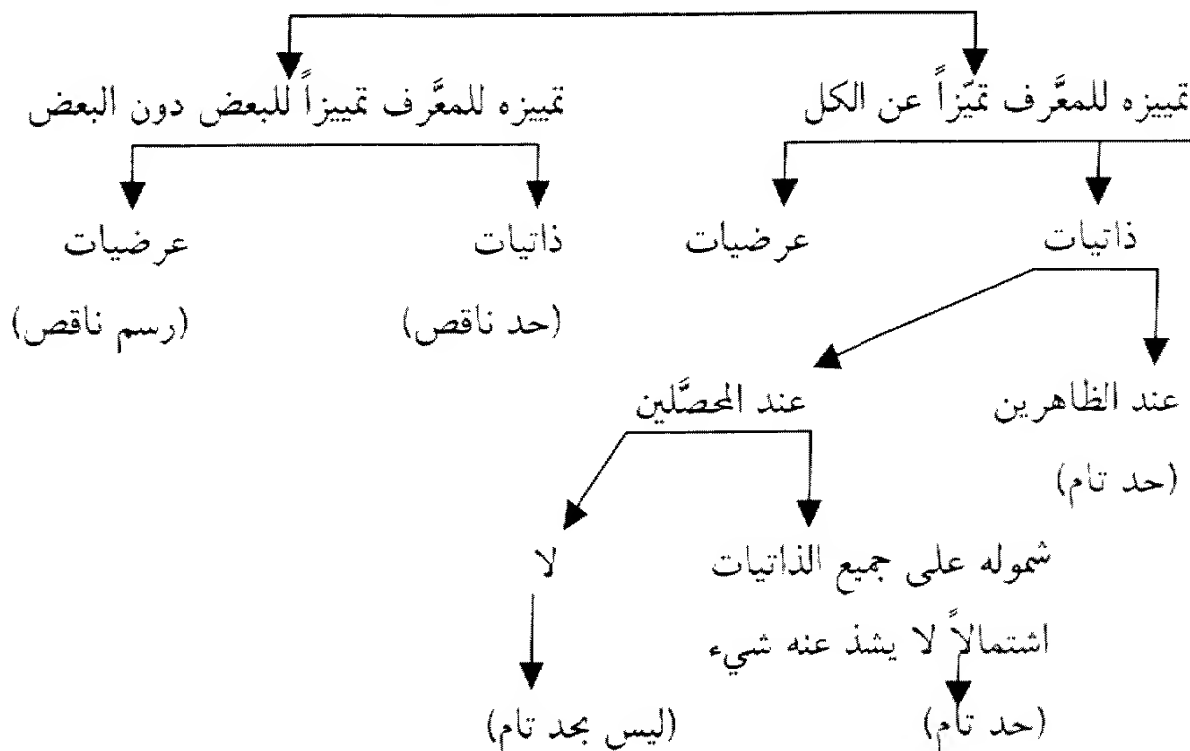 تمييزه للمعرَّف تميّزاً عن الكل
تمييزه للمعرَّف تمييزاً للبعض دون البعض
ذاتيات
عرضيات
ذاتيات
عرضيات
(حد ناقص)
(رسم ناقص)
عند الظاهرين
عند المحصَّلين
(حد تام)
شموله على جميع الذاتيات
لا
اشتمالاً لا يشذ عنه شيء
(حد تام)
(ليس بحد تام)